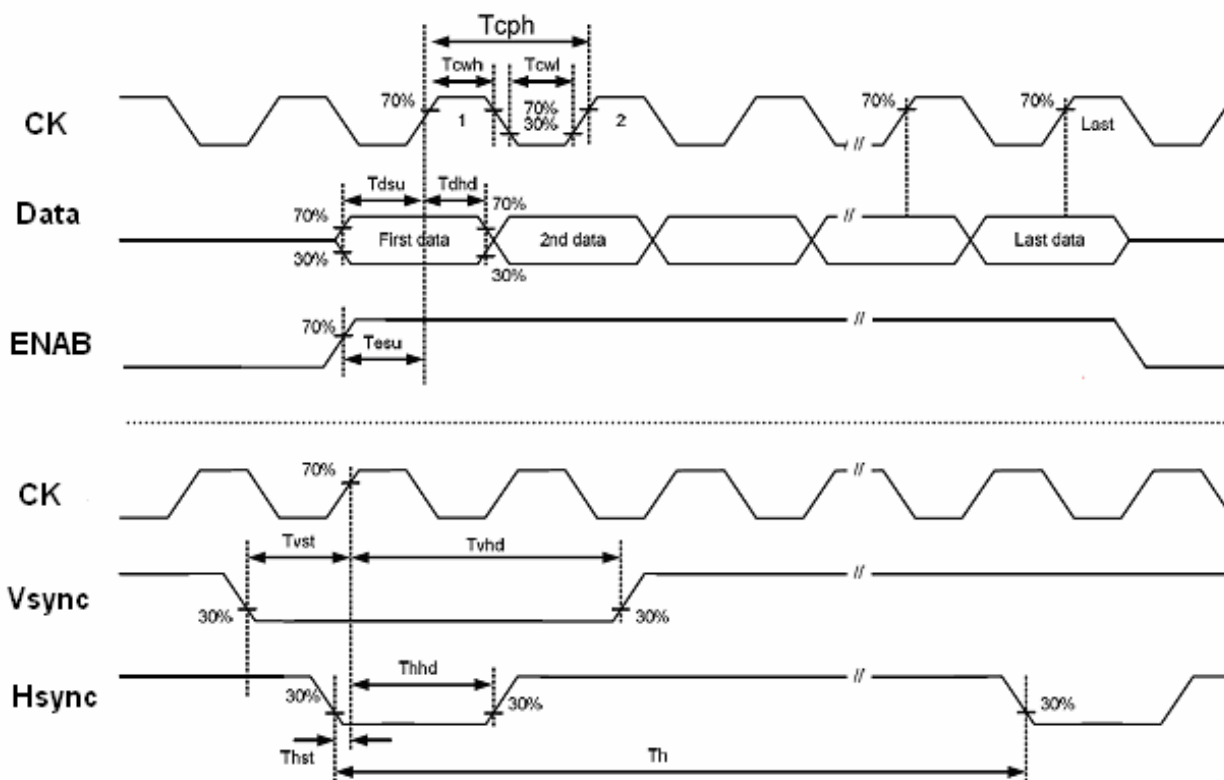 Tcph
Tcwh Tcwl
CK 70% 70% 70% 70%
30%
1 2 Last
Tdsu Tdhd
Data 70% 70%
First data 2nd data // Last data
30% 30%
ENAB 70% //
Tesu
CK 70% //
Tvst Tvhd
Vsync //
30% 30%
Thhd
Hsync 30% 30% // 30%
Thst Th